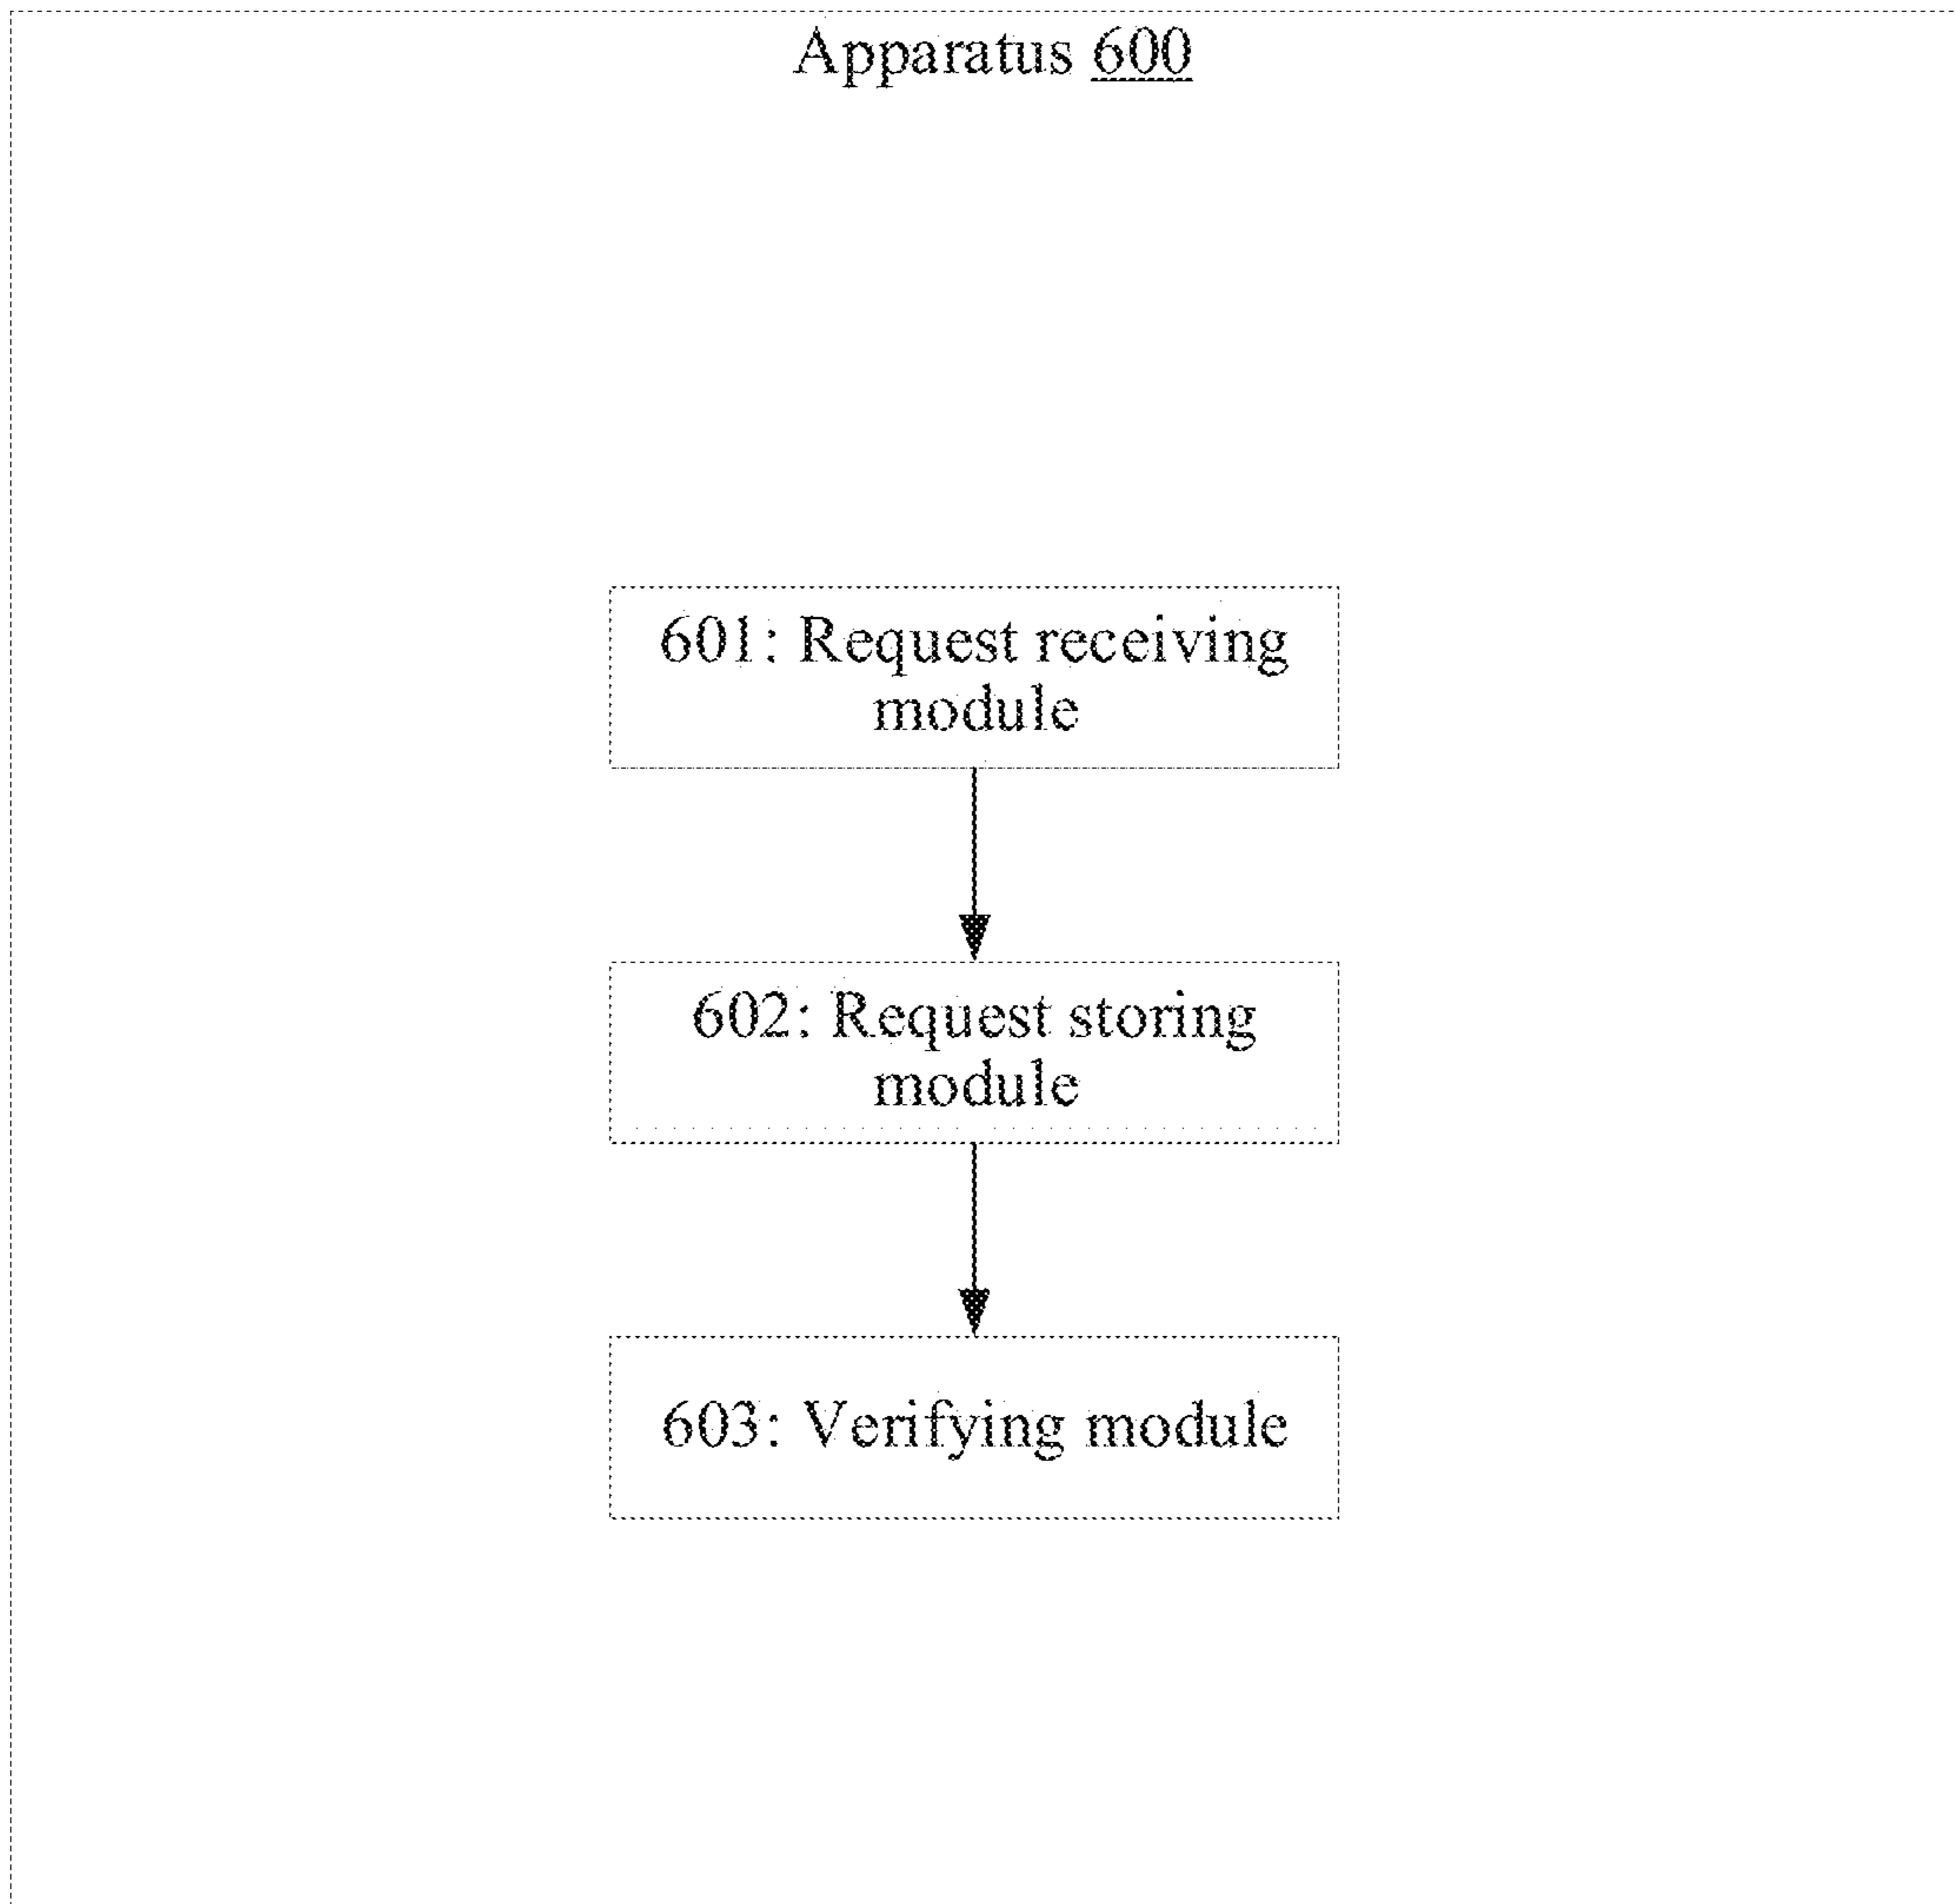 Apparatus 600
601: Request receiving
module
602: Request storing
module
603: Verifying module